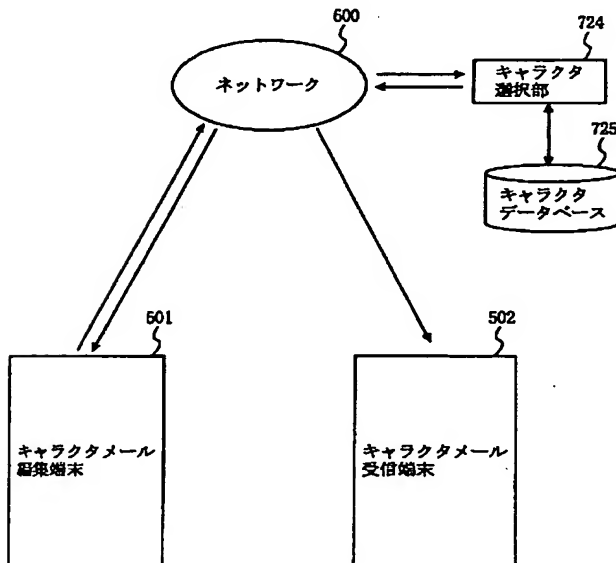 600
ネットワーク
724
キャラクタ
選択部
725
キャラクタ
データベース
501
キャラクタメール
編集端末
502
キャラクタメール
受信端末